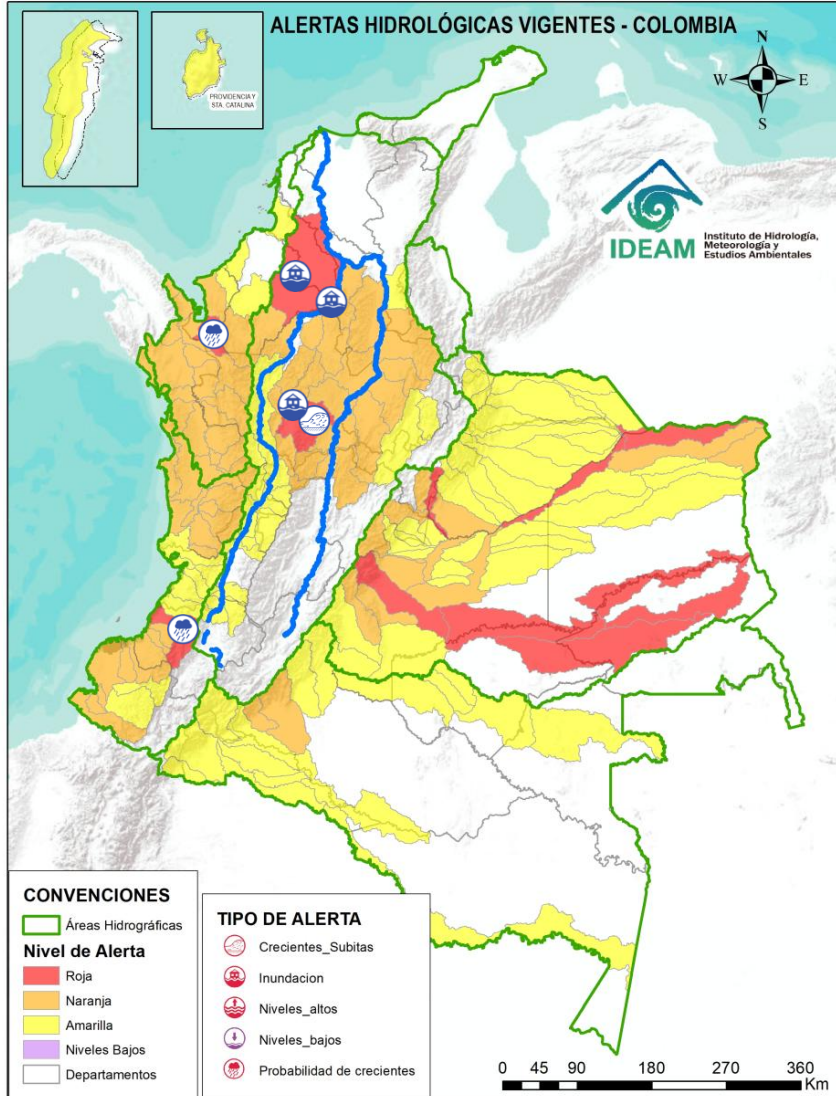 ALERTAS HIDROLÓGICAS VIGENTES - COLOMBIA
PROVIDENCIA Y
STA. CATALINA
N
W
E
S
IDEAM
Instituto de Hidrología,
Meteorología y
Estudios Ambientales
CONVENCIONES
Áreas Hidrográficas
Nivel de Alerta
Roja
Naranja
Amarilla
Niveles Bajos
Departamentos
TIPO DE ALERTA
Crecientes_Subitas
Inundacion
Niveles_altos
Niveles_bajos
Probabilidad de crecientes
0 45 90 180 270 360
Km